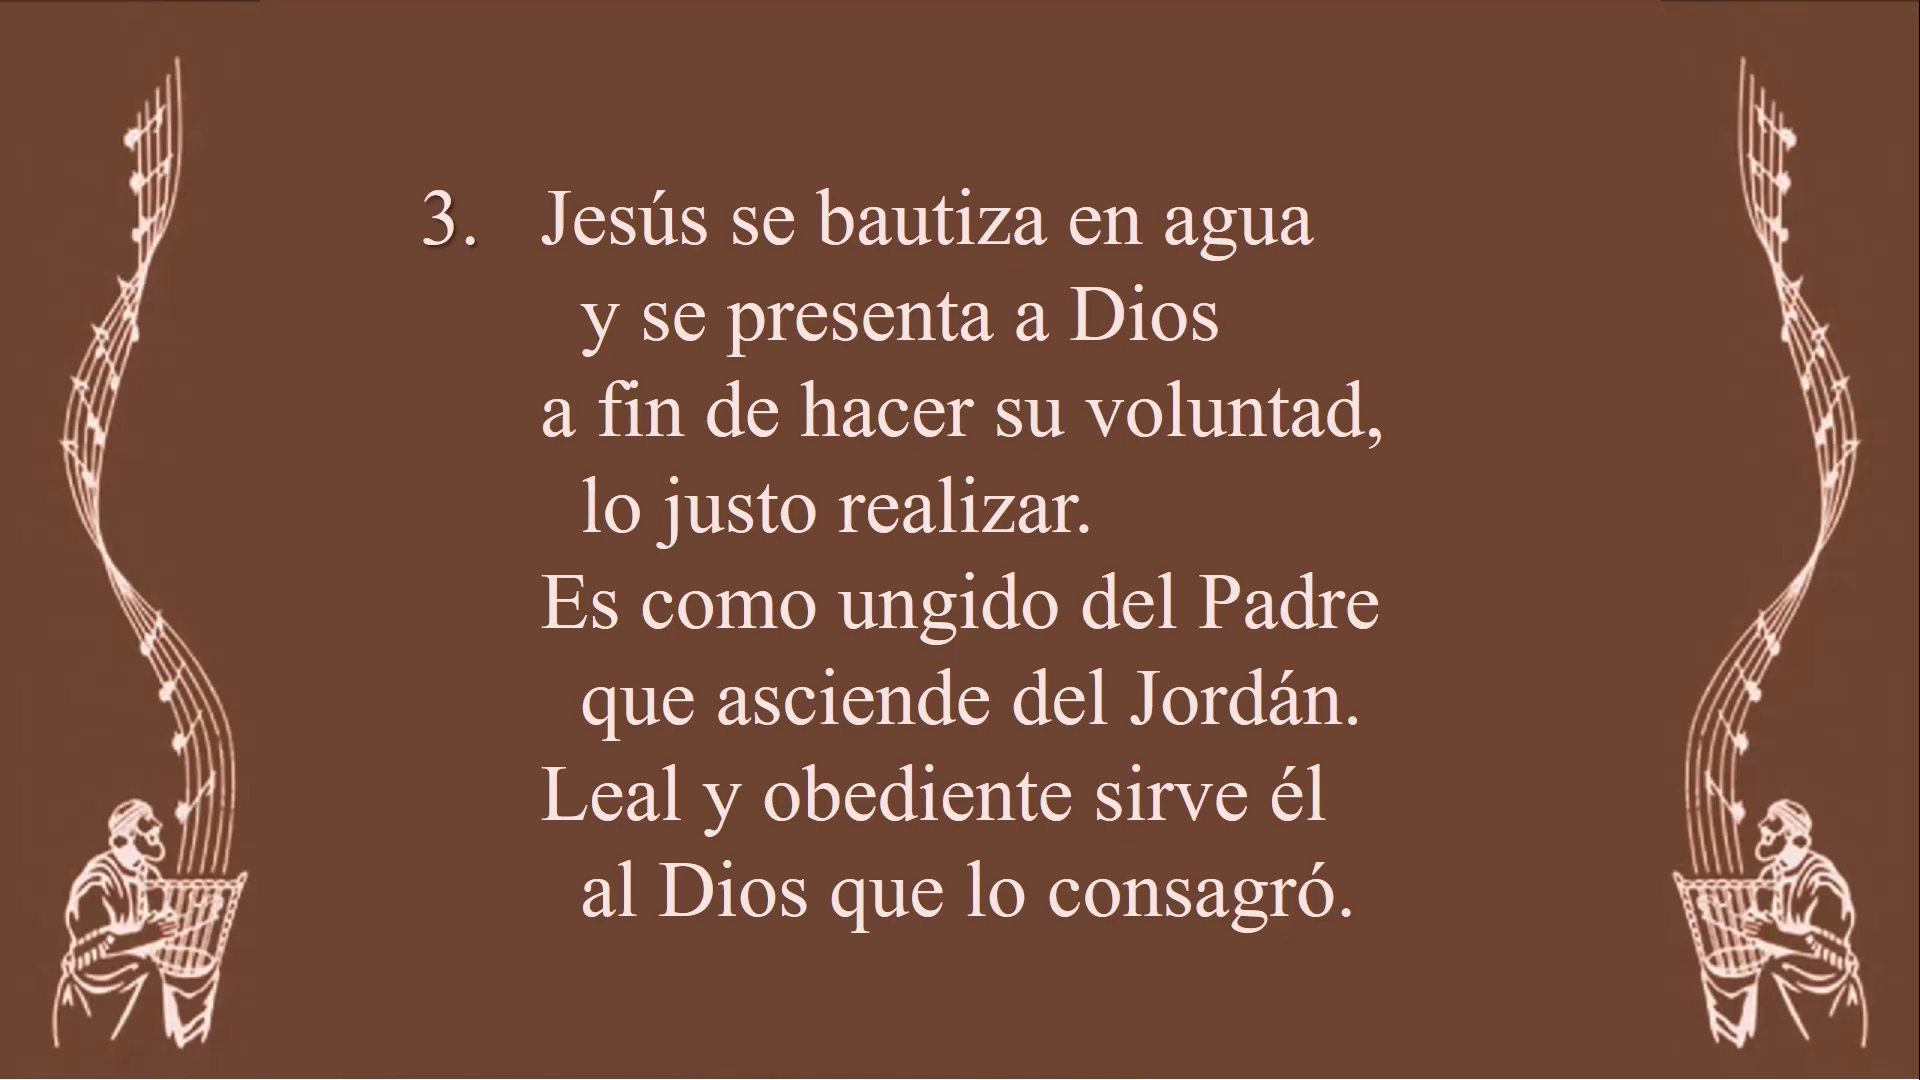 3. Jesús se bautiza en agua
y se presenta a Dios
a fin de hacer su voluntad,
lo justo realizar.
Es como ungido del Padre
que asciende del Jordán.
Leal y obediente sirve él
al Dios que lo consagró.